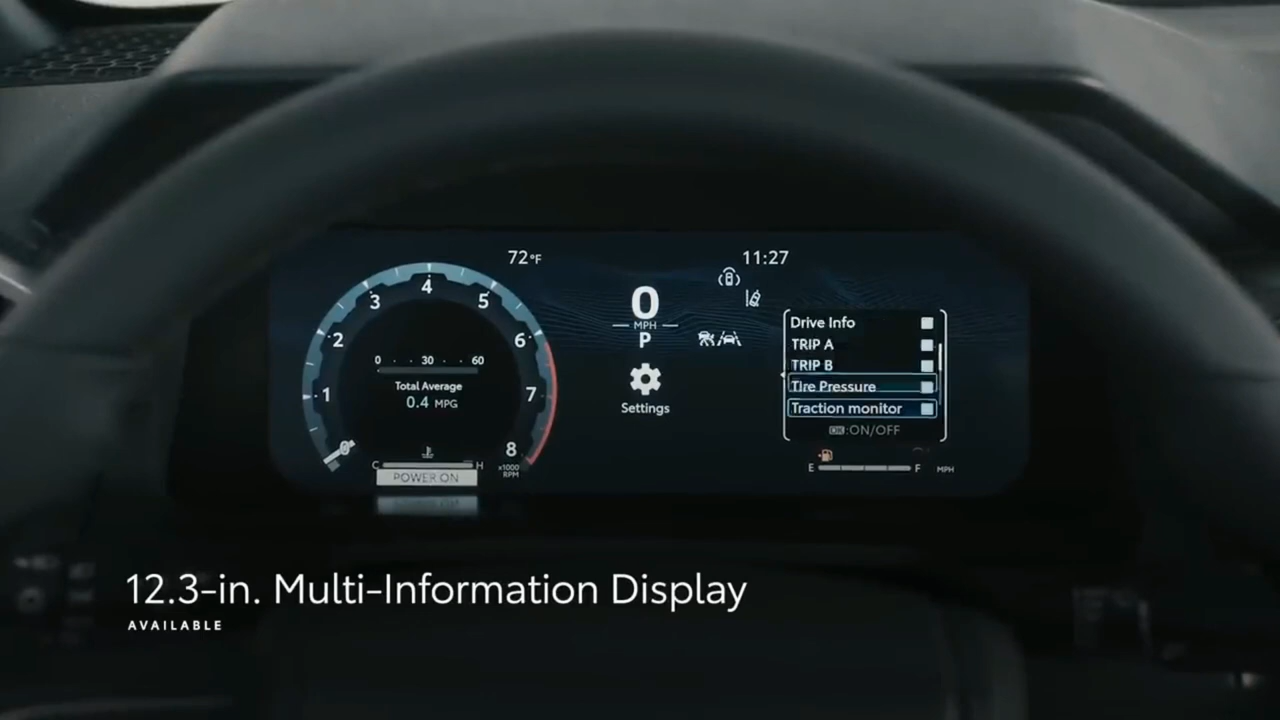 72°F
11:27
0
MPH
P
Settings
0
1
2
3
4
5
6
7
8
x1000
RPM
0 30 60
Total Average
0.4 MPG
C H
POWER ON
Drive Info
TRIP A
TRIP B
Tire Pressure
Traction monitor
OK:ON/OFF
E F MPH
12.3-in. Multi-Information Display
AVAILABLE